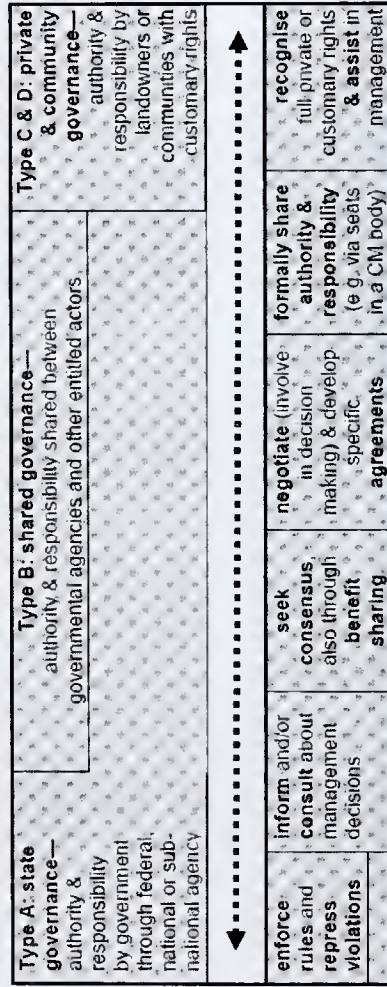 Type A: state
governance—
authority &
responsibility
by government
through federal,
national or sub-
national agency
Type B: shared governance—
authority & responsibility shared between
governmental agencies and other entitled actors
Type C & D: private
& community
governance—
authority &
responsibility by
landowners or
communities with
customary rights
enforce
rules and
repress
violations
inform and/or
consult about
management
decisions
seek
consensus,
also through
benefit
sharing
negotiate (involve
in decision
making) & develop
specific
agreements
formally share
authority &
responsibility
(e.g. via seats
in a CM body)
recognise
full private or
customary rights
& assist in
management